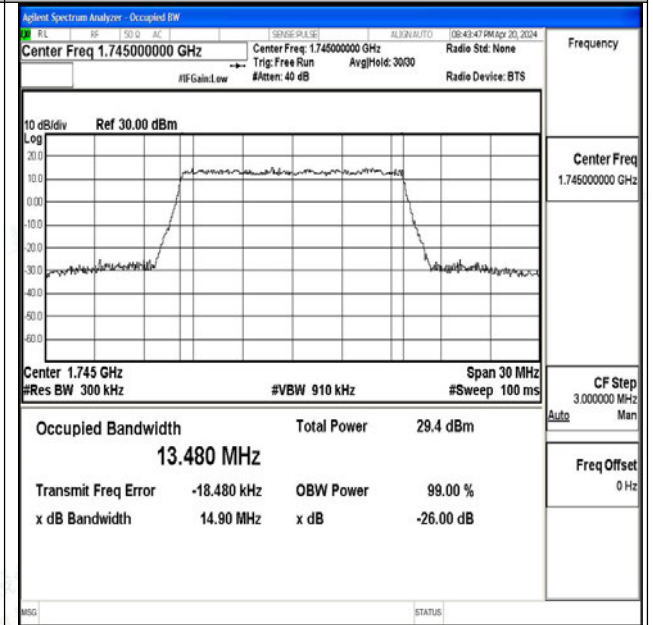 Agilent Spectrum Analyzer - Occupied BW
RL RF 50 Ω AC SENSE:PULSE ALIGN AUTO 08:43:47 PM Apr 20, 2024
Center Freq 1.745000000 GHz
Center Freq: 1.745000000 GHz Radio Std: None
Trig: Free Run Avg|Hold: 30/30
#IFGain:Low #Atten: 40 dB Radio Device: BTS
Frequency
10 dB/div Ref 30.00 dBm
Log
20.0
10.0
0.00
-10.0
-20.0
-30.0
-40.0
-50.0
-60.0
Center 1.745 GHz Span 30 MHz
#Res BW 300 kHz #VBW 910 kHz #Sweep 100 ms
Occupied Bandwidth Total Power 29.4 dBm
13.480 MHz
Transmit Freq Error -18.480 kHz OBW Power 99.00 %
x dB Bandwidth 14.90 MHz x dB -26.00 dB
Center Freq
1.745000000 GHz
CF Step
3.000000 MHz
Auto Man
Freq Offset
0 Hz
MSG STATUS